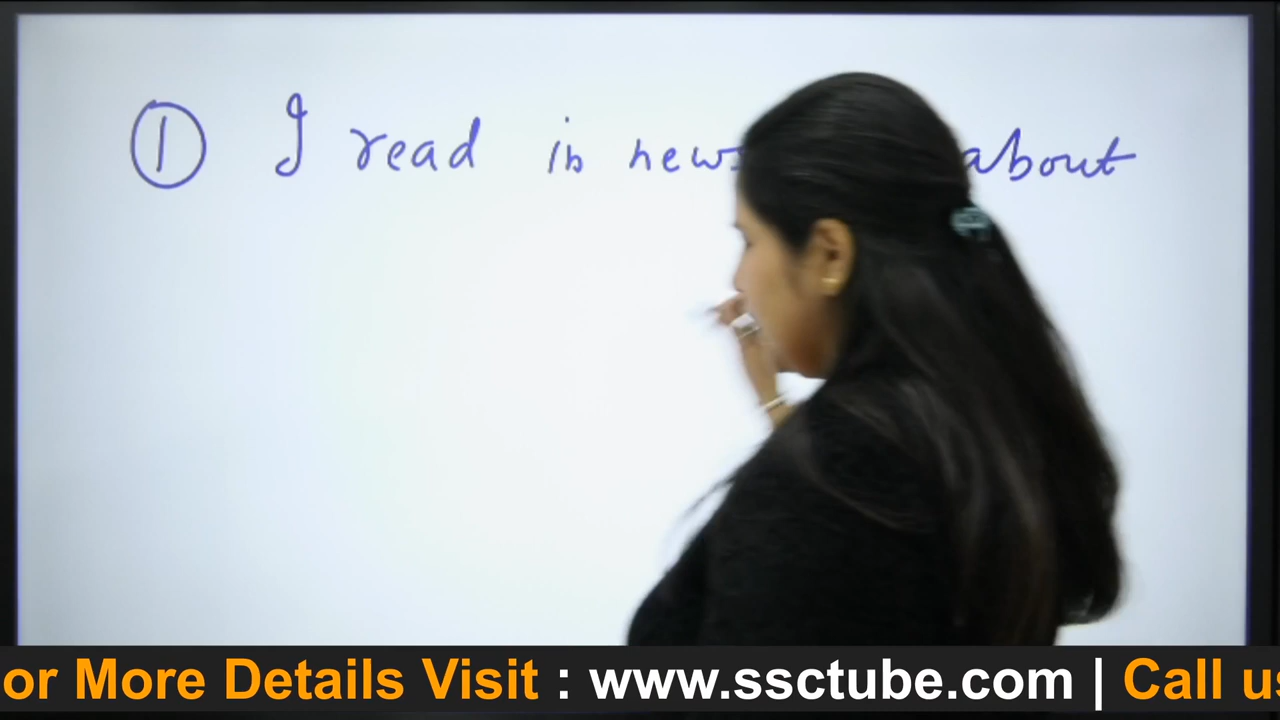 ① I read in news about
or More Details Visit : www.ssctube.com | Call us